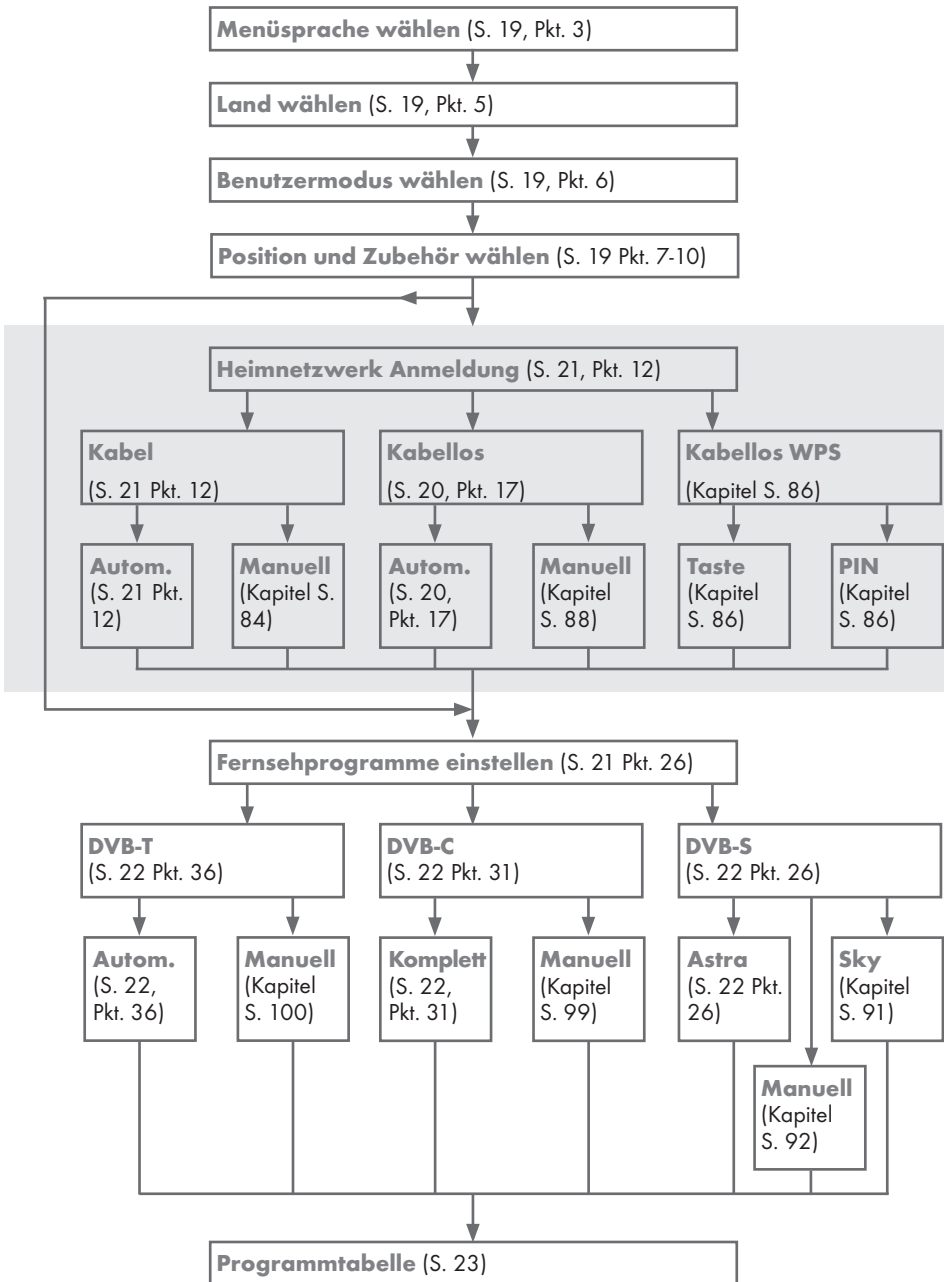 Menüsprache wählen (S. 19, Pkt. 3)
Land wählen (S. 19, Pkt. 5)
Benutzermodus wählen (S. 19, Pkt. 6)
Position und Zubehör wählen (S. 19 Pkt. 7-10)
Heimnetzwerk Anmeldung (S. 21, Pkt. 12)
Kabel
(S. 21 Pkt. 12)
Kabellos
(S. 20, Pkt. 17)
Kabellos WPS
(Kapitel S. 86)
Autom.
(S. 21 Pkt.
12)
Manuell
(Kapitel S.
84)
Autom.
(S. 20,
Pkt. 17)
Manuell
(Kapitel
S. 88)
Taste
(Kapitel
S. 86)
PIN
(Kapitel
S. 86)
Fernsehprogramme einstellen (S. 21 Pkt. 26)
DVB-T
(S. 22 Pkt. 36)
DVB-C
(S. 22 Pkt. 31)
DVB-S
(S. 22 Pkt. 26)
Autom.
(S. 22,
Pkt. 36)
Manuell
(Kapitel
S. 100)
Komplett
(S. 22,
Pkt. 31)
Manuell
(Kapitel
S. 99)
Astra
(S. 22 Pkt.
26)
Sky
(Kapitel
S. 91)
Manuell
(Kapitel
S. 92)
Programmtabelle (S. 23)